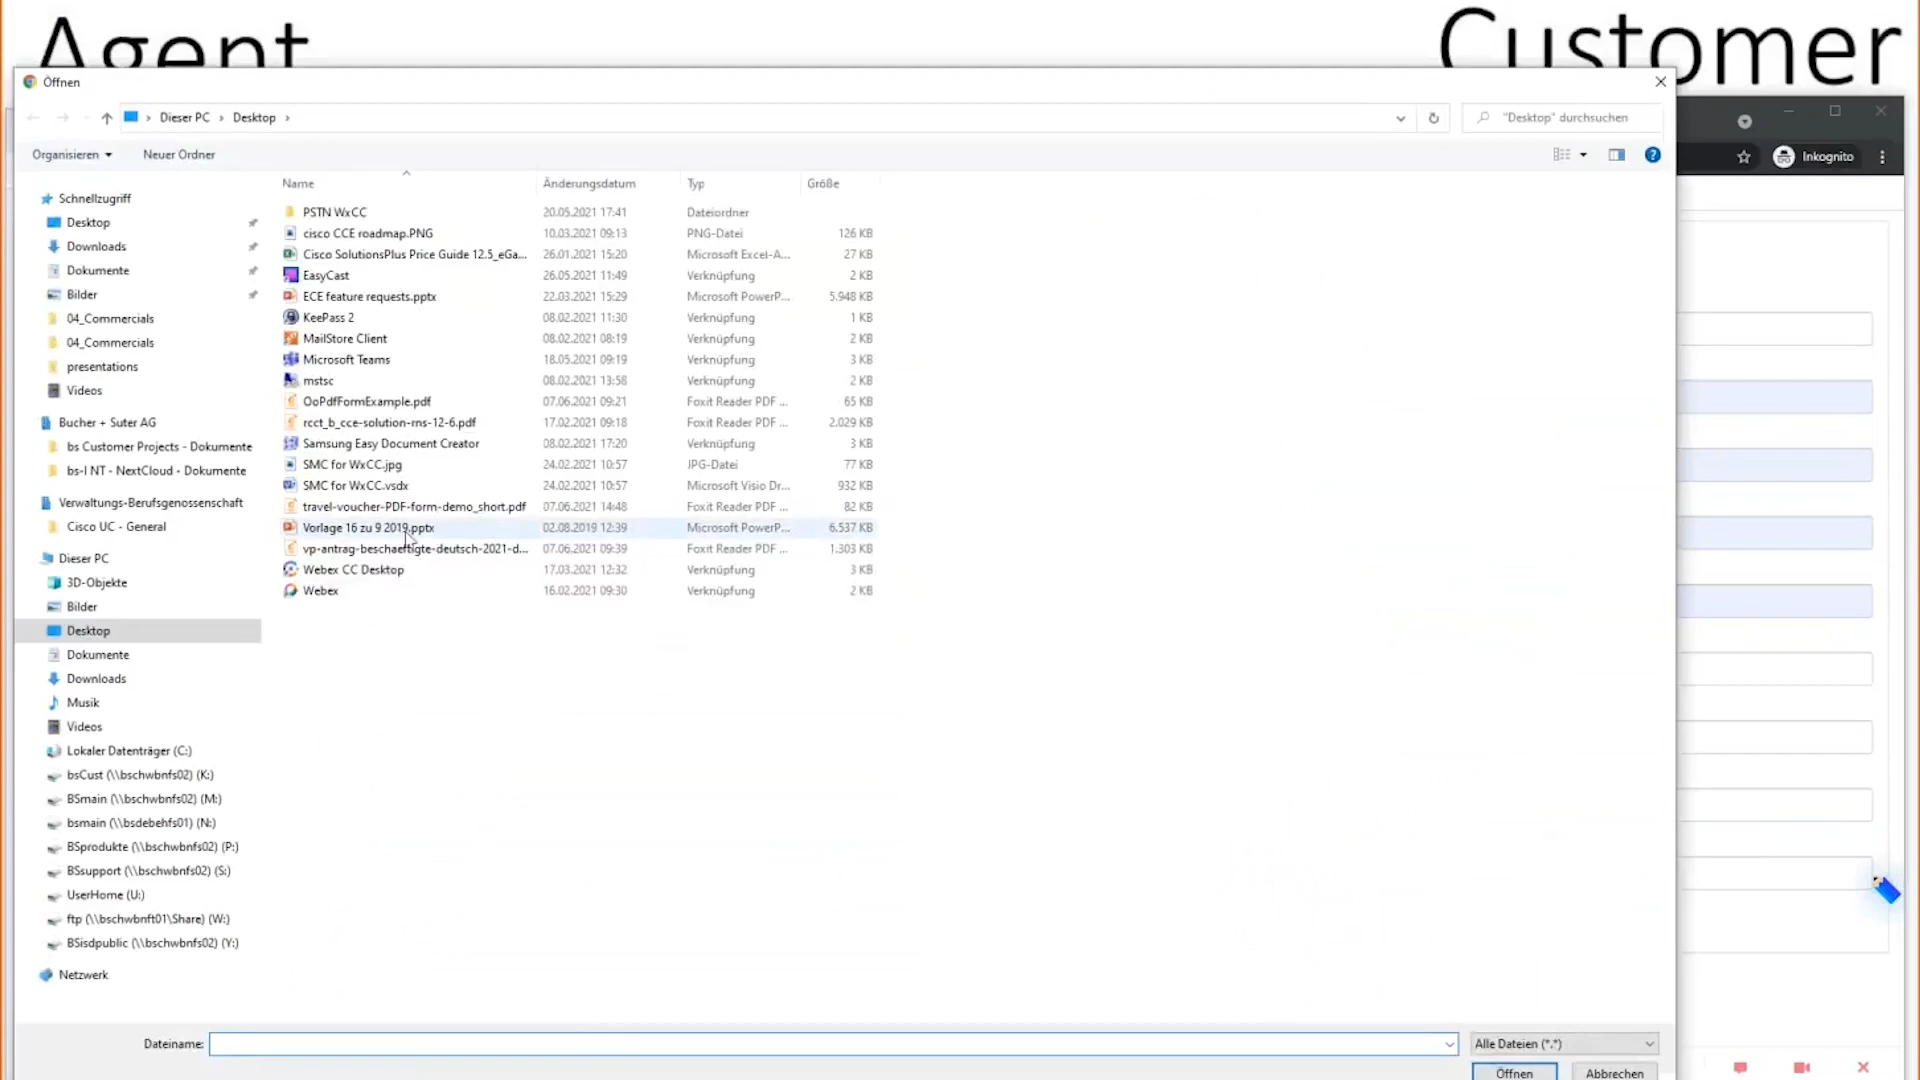 Agent
Customer
Öffnen
Dieser PC
Desktop
"Desktop" durchsuchen
Inkognito
Organisieren
Neuer Ordner
Name Änderungsdatum Typ Größe
Schnellzugriff
Desktop
Downloads
Dokumente
Bilder
04_Commercials
04_Commercials
presentations
Videos
Bucher + Suter AG
bs Customer Projects - Dokumente
bs-I NT - NextCloud - Dokumente
Verwaltungs-Berufsgenossenschaft
Cisco UC - General
Dieser PC
3D-Objekte
Bilder
Desktop
Dokumente
Downloads
Musik
Videos
Lokaler Datenträger (C:)
bsCust (\\bschwbnfs02) (K:)
BSmain (\\bschwbnfs02) (M:)
bsmain (\\bsdebehfs01) (N:)
BSprodukte (\\bschwbnfs02) (P:)
BSsupport (\\bschwbnfs02) (S:)
UserHome (U:)
ftp (\\bschwbnft01\Share) (W:)
BSisdpublic (\\bschwbnfs02) (Y:)
Netzwerk
PSTN WxCC 20.05.2021 17:41 Dateiordner
cisco CCE roadmap.PNG 10.03.2021 09:13 PNG-Datei 126 KB
Cisco SolutionsPlus Price Guide 12.5_eGa... 26.01.2021 15:20 Microsoft Excel-A... 27 KB
EasyCast 26.05.2021 11:49 Verknüpfung 2 KB
ECE feature requests.pptx 22.03.2021 15:29 Microsoft PowerP... 5.948 KB
KeePass 2 08.02.2021 11:30 Verknüpfung 1 KB
MailStore Client 08.02.2021 08:19 Verknüpfung 2 KB
Microsoft Teams 18.05.2021 09:19 Verknüpfung 3 KB
mstsc 08.02.2021 13:58 Verknüpfung 2 KB
OoPdfFormExample.pdf 07.06.2021 09:21 Foxit Reader PDF ... 65 KB
rcct_b_cce-solution-rns-12-6.pdf 17.02.2021 09:18 Foxit Reader PDF ... 2.029 KB
Samsung Easy Document Creator 08.02.2021 17:20 Verknüpfung 3 KB
SMC for WxCC.jpg 24.02.2021 10:57 JPG-Datei 77 KB
SMC for WxCC.vsdx 24.02.2021 10:57 Microsoft Visio Dr... 932 KB
travel-voucher-PDF-form-demo_short.pdf 07.06.2021 14:48 Foxit Reader PDF ... 82 KB
Vorlage 16 zu 9 2019.pptx 02.08.2019 12:39 Microsoft PowerP... 6.537 KB
vp-antrag-beschaeftigte-deutsch-2021-d... 07.06.2021 09:39 Foxit Reader PDF ... 1.303 KB
Webex CC Desktop 17.03.2021 12:32 Verknüpfung 3 KB
Webex 16.02.2021 09:30 Verknüpfung 2 KB
Dateiname:
Alle Dateien (*.*)
Öffnen
Abbrechen